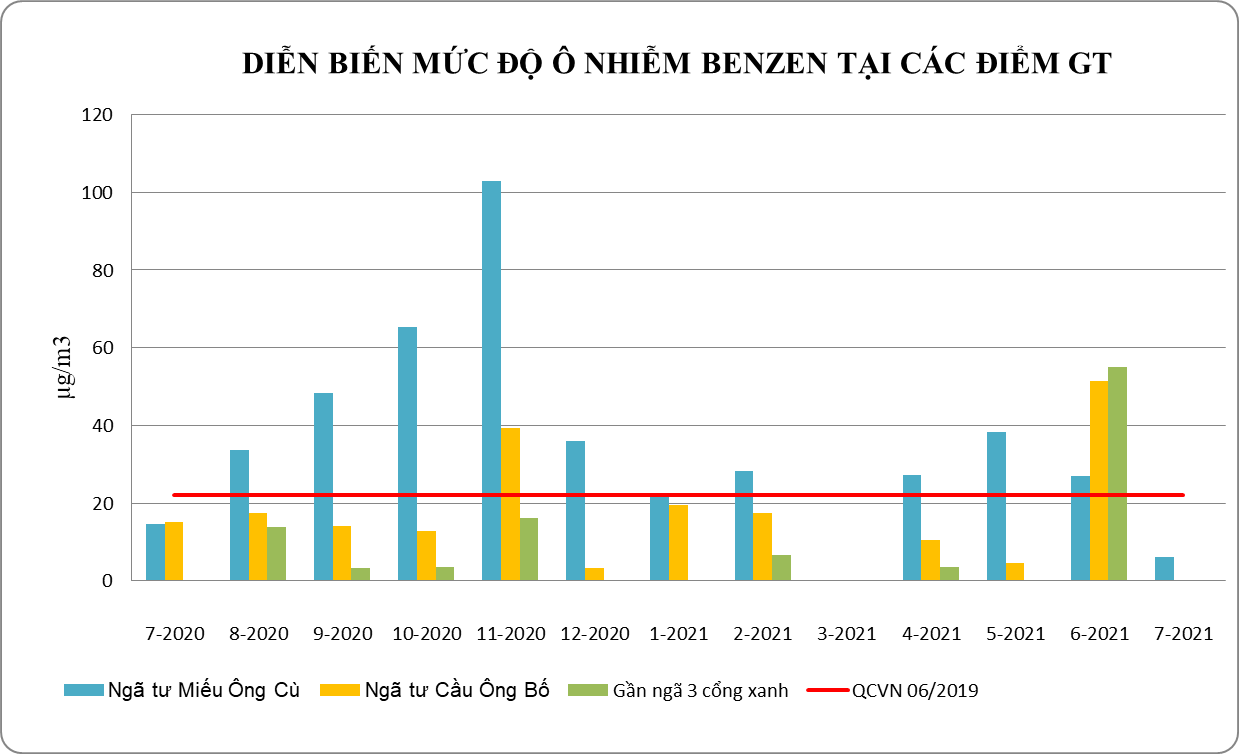 DIỄN BIẾN MỨC ĐỘ Ô NHIỄM BENZEN TẠI CÁC ĐIỂM GT
120
100
80
60
40
20
0
µg/m3
7-2020 8-2020 9-2020 10-2020 11-2020 12-2020 1-2021 2-2021 3-2021 4-2021 5-2021 6-2021 7-2021
Ngã tư Miếu Ông Cù Ngã tư Cầu Ông Bố Gần ngã 3 cổng xanh QCVN 06/2019